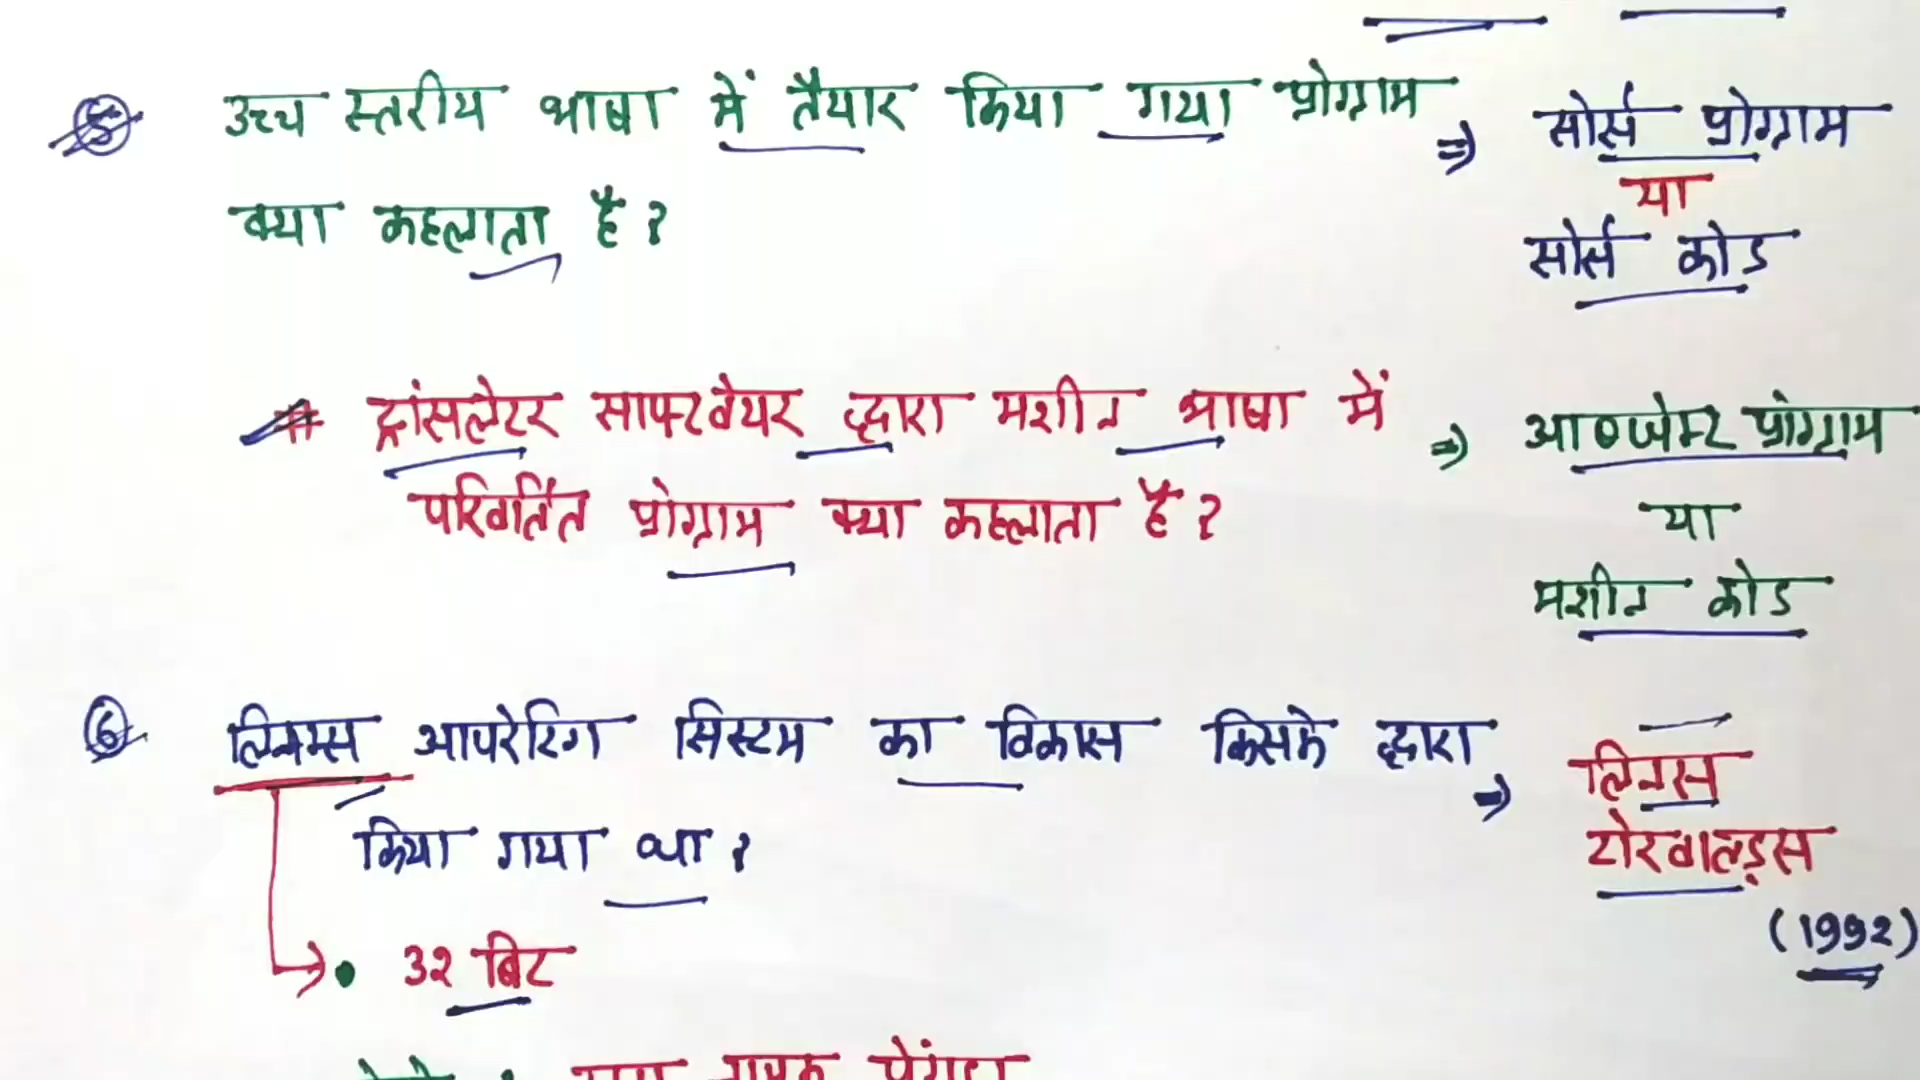 5 उच्च स्तरीय भाषा में तैयार किया गया प्रोग्राम ⇒ सोर्स प्रोग्राम
या
क्या कहलाता है? सोर्स कोड
# ट्रांसलेटर साफ्टवेयर द्वारा मशीन भाषा में ⇒ आब्जेक्ट प्रोग्राम
परिवर्तित प्रोग्राम क्या कहलाता है? या
मशीन कोड
6 लिनक्स आपरेटिंग सिस्टम का विकास किसके द्वारा ⇒ लिनस
किया गया था? टोरवाल्ड्स
(1992)
→ • 32 बिट